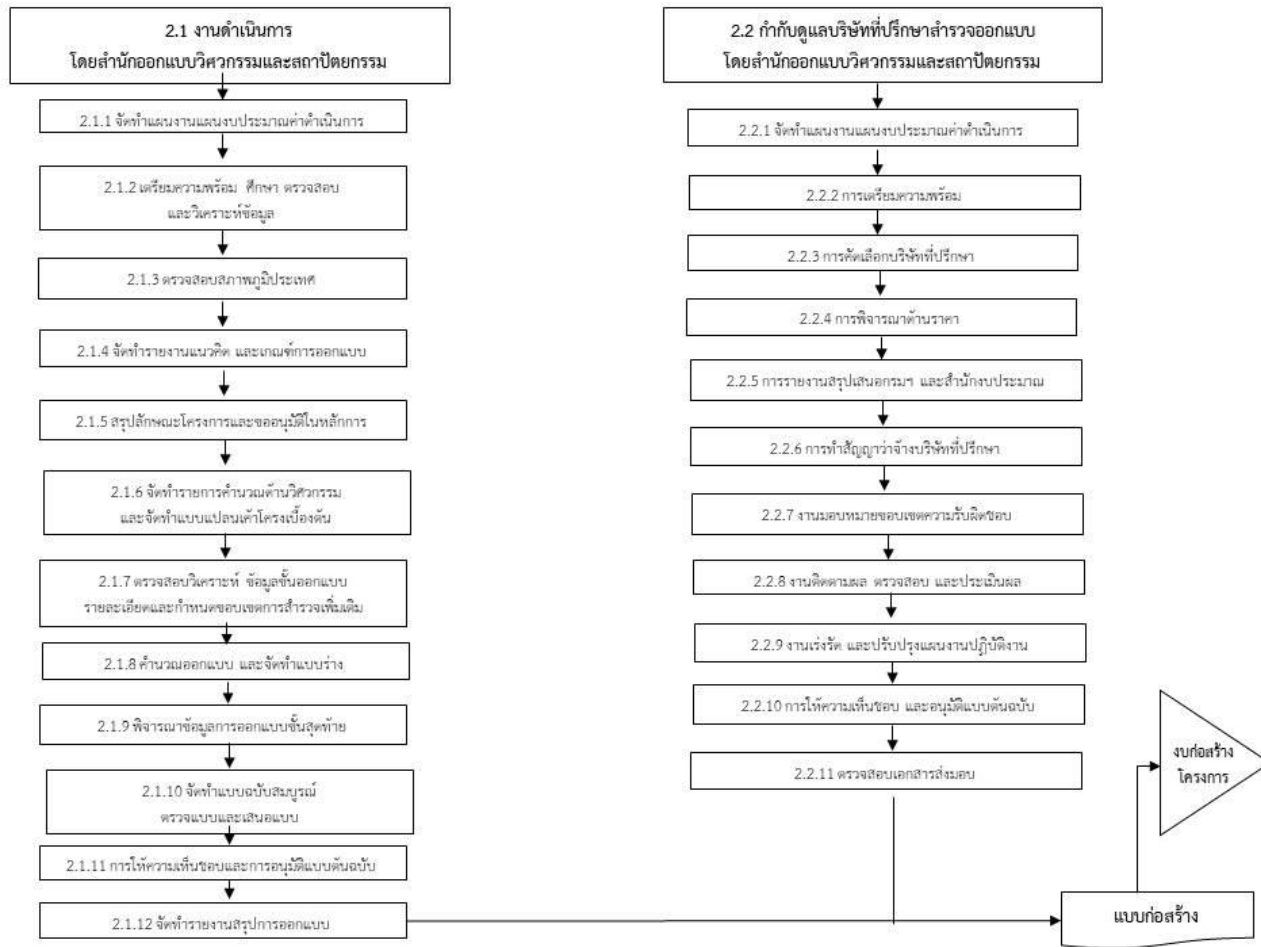 2.1 งานดำเนินการ
โดยสำนักออกแบบวิศวกรรมและสถาปัตยกรรม
2.1.1 จัดทำแผนงานแผนงบประมาณค่าดำเนินการ
2.1.2 เตรียมความพร้อม ศึกษา ตรวจสอบ
และวิเคราะห์ข้อมูล
2.1.3 ตรวจสอบสภาพภูมิประเทศ
2.1.4 จัดทำรายงานแนวคิด และเกณฑ์การออกแบบ
2.1.5 สรุปลักษณะโครงการและขออนุมัติในหลักการ
2.1.6 จัดทำรายการคำนวณด้านวิศวกรรม
และจัดทำแบบแปลนเค้าโครงเบื้องต้น
2.1.7 ตรวจสอบวิเคราะห์ ข้อมูลขั้นออกแบบ
รายละเอียดและกำหนดขอบเขตการสำรวจเพิ่มเติม
2.1.8 คำนวณออกแบบ และจัดทำแบบร่าง
2.1.9 พิจารณาข้อมูลการออกแบบขั้นสุดท้าย
2.1.10 จัดทำแบบฉบับสมบูรณ์
ตรวจแบบและเสนอแบบ
2.1.11 การให้ความเห็นชอบและการอนุมัติแบบต้นฉบับ
2.1.12 จัดทำรายงานสรุปการออกแบบ
2.2 กำกับดูแลบริษัทที่ปรึกษาสำรวจออกแบบ
โดยสำนักออกแบบวิศวกรรมและสถาปัตยกรรม
2.2.1 จัดทำแผนงานแผนงบประมาณค่าดำเนินการ
2.2.2 การเตรียมความพร้อม
2.2.3 การคัดเลือกบริษัทที่ปรึกษา
2.2.4 การพิจารณาด้านราคา
2.2.5 การรายงานสรุปเสนอกรมฯ และสำนักงบประมาณ
2.2.6 การทำสัญญาว่าจ้างบริษัทที่ปรึกษา
2.2.7 งานมอบหมายขอบเขตความรับผิดชอบ
2.2.8 งานติดตามผล ตรวจสอบ และประเมินผล
2.2.9 งานเร่งรัด และปรับปรุงแผนงานปฏิบัติงาน
2.2.10 การให้ความเห็นชอบ และอนุมัติแบบต้นฉบับ
2.2.11 ตรวจสอบเอกสารส่งมอบ
งบก่อสร้าง
โครงการ
แบบก่อสร้าง